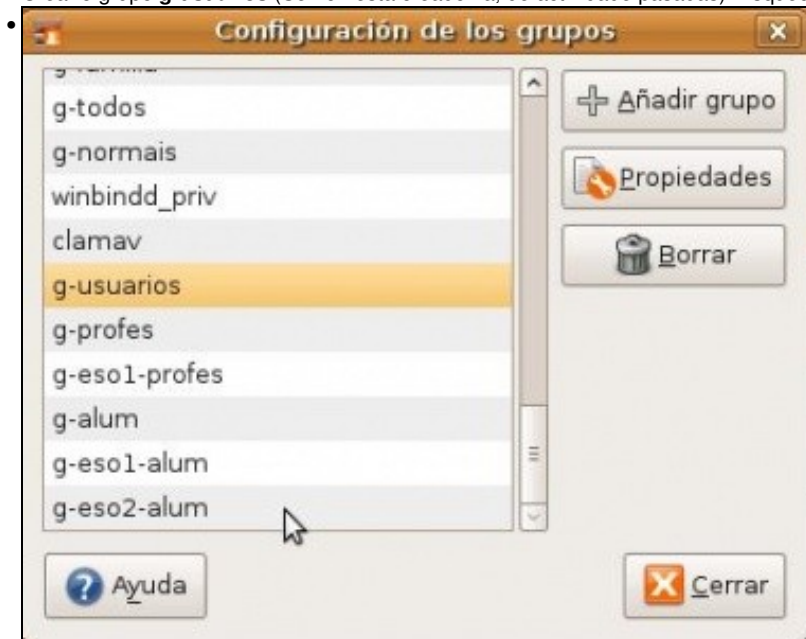 Configuración de los grupos
g-todos
g-normais
winbindd_priv
clamav
g-usuarios
g-profes
g-eso1-profes
g-alum
g-eso1-alum
g-eso2-alum
Añadir grupo
Propiedades
Borrar
Ayuda
Cerrar